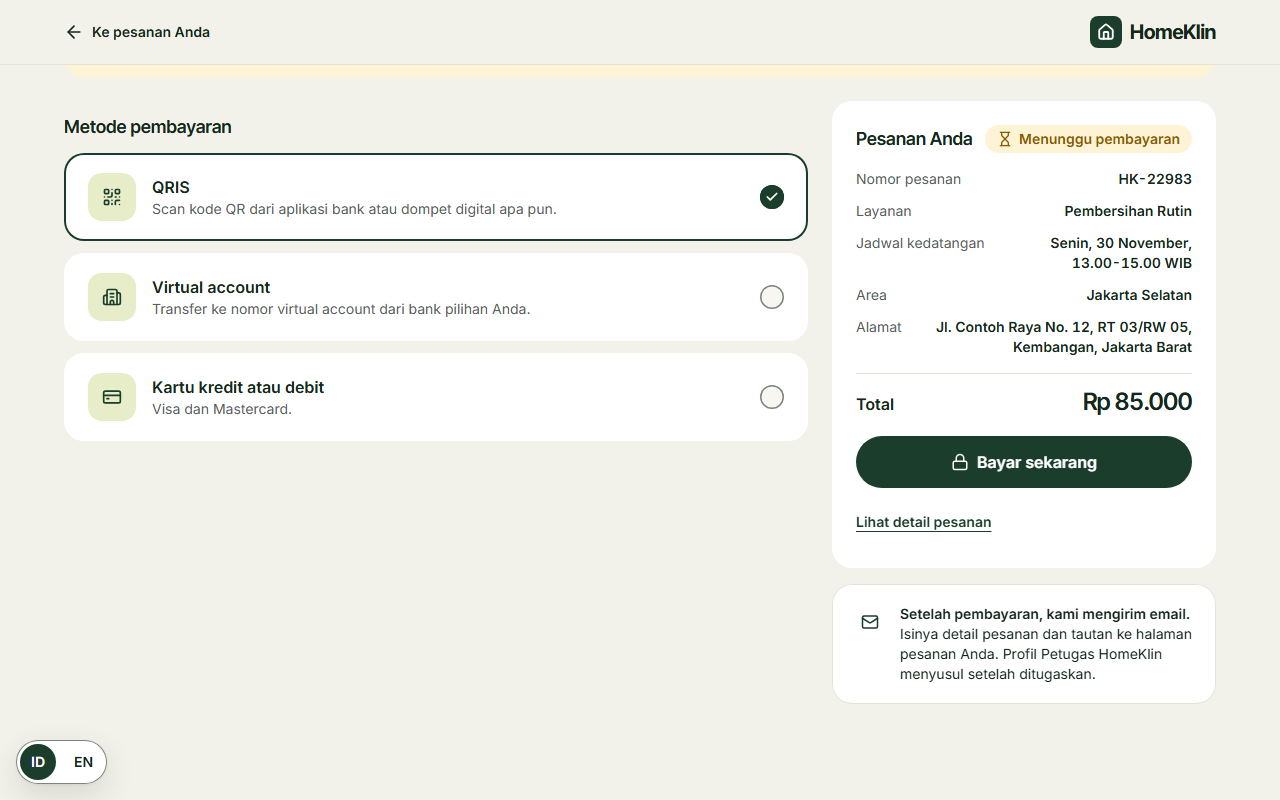 Ke pesanan Anda
HomeKlin
Metode pembayaran
QRIS
Scan kode QR dari aplikasi bank atau dompet digital apa pun.
Virtual account
Transfer ke nomor virtual account dari bank pilihan Anda.
Kartu kredit atau debit
Visa dan Mastercard.
Pesanan Anda
Menunggu pembayaran
Nomor pesanan HK-22983
Layanan Pembersihan Rutin
Jadwal kedatangan Senin, 30 November,
13.00-15.00 WIB
Area Jakarta Selatan
Alamat Jl. Contoh Raya No. 12, RT 03/RW 05,
Kembangan, Jakarta Barat
Total Rp 85.000
Bayar sekarang
Lihat detail pesanan
Setelah pembayaran, kami mengirim email.
Isinya detail pesanan dan tautan ke halaman
pesanan Anda. Profil Petugas HomeKlin
menyusul setelah ditugaskan.
ID EN